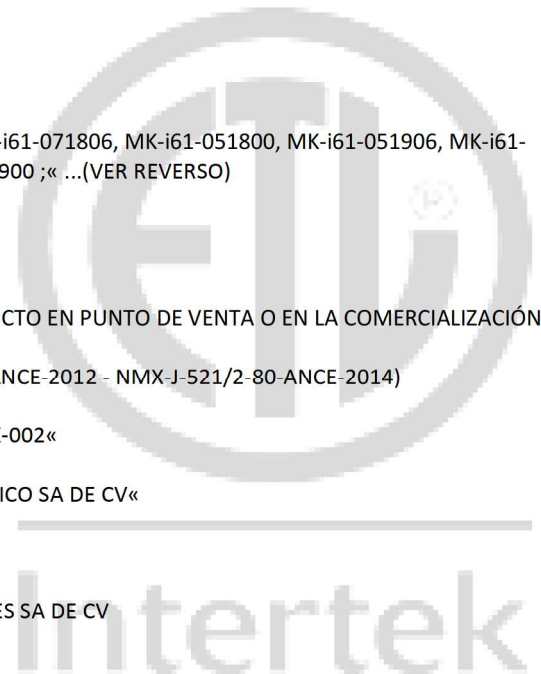 -i61-071806, MK-i61-051800, MK-i61-051906, MK-i61-
900 ;« ...(VER REVERSO)
CTO EN PUNTO DE VENTA O EN LA COMERCIALIZACIÓN
NCE-2012 - NMX-J-521/2-80-ANCE-2014)
-002«
ICO SA DE CV«
ES SA DE CV
ETL
Intertek